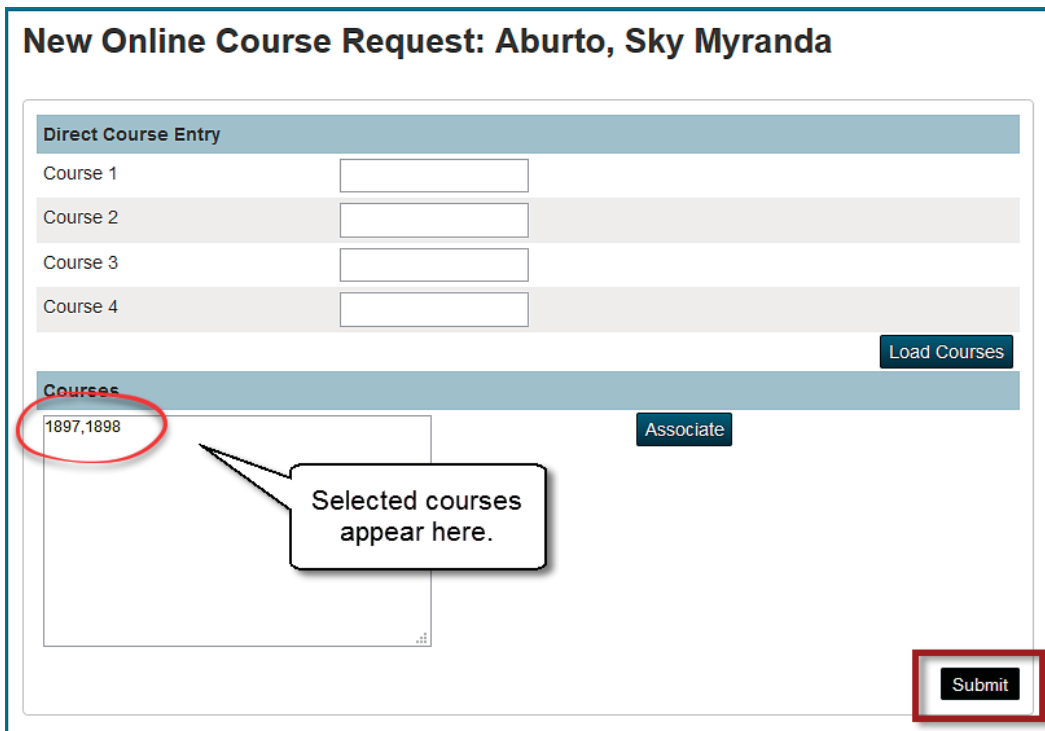 New Online Course Request: Aburto, Sky Myranda
Direct Course Entry
Course 1
Course 2
Course 3
Course 4
Load Courses
Courses
1897,1898
Associate
Selected courses
appear here.
Submit